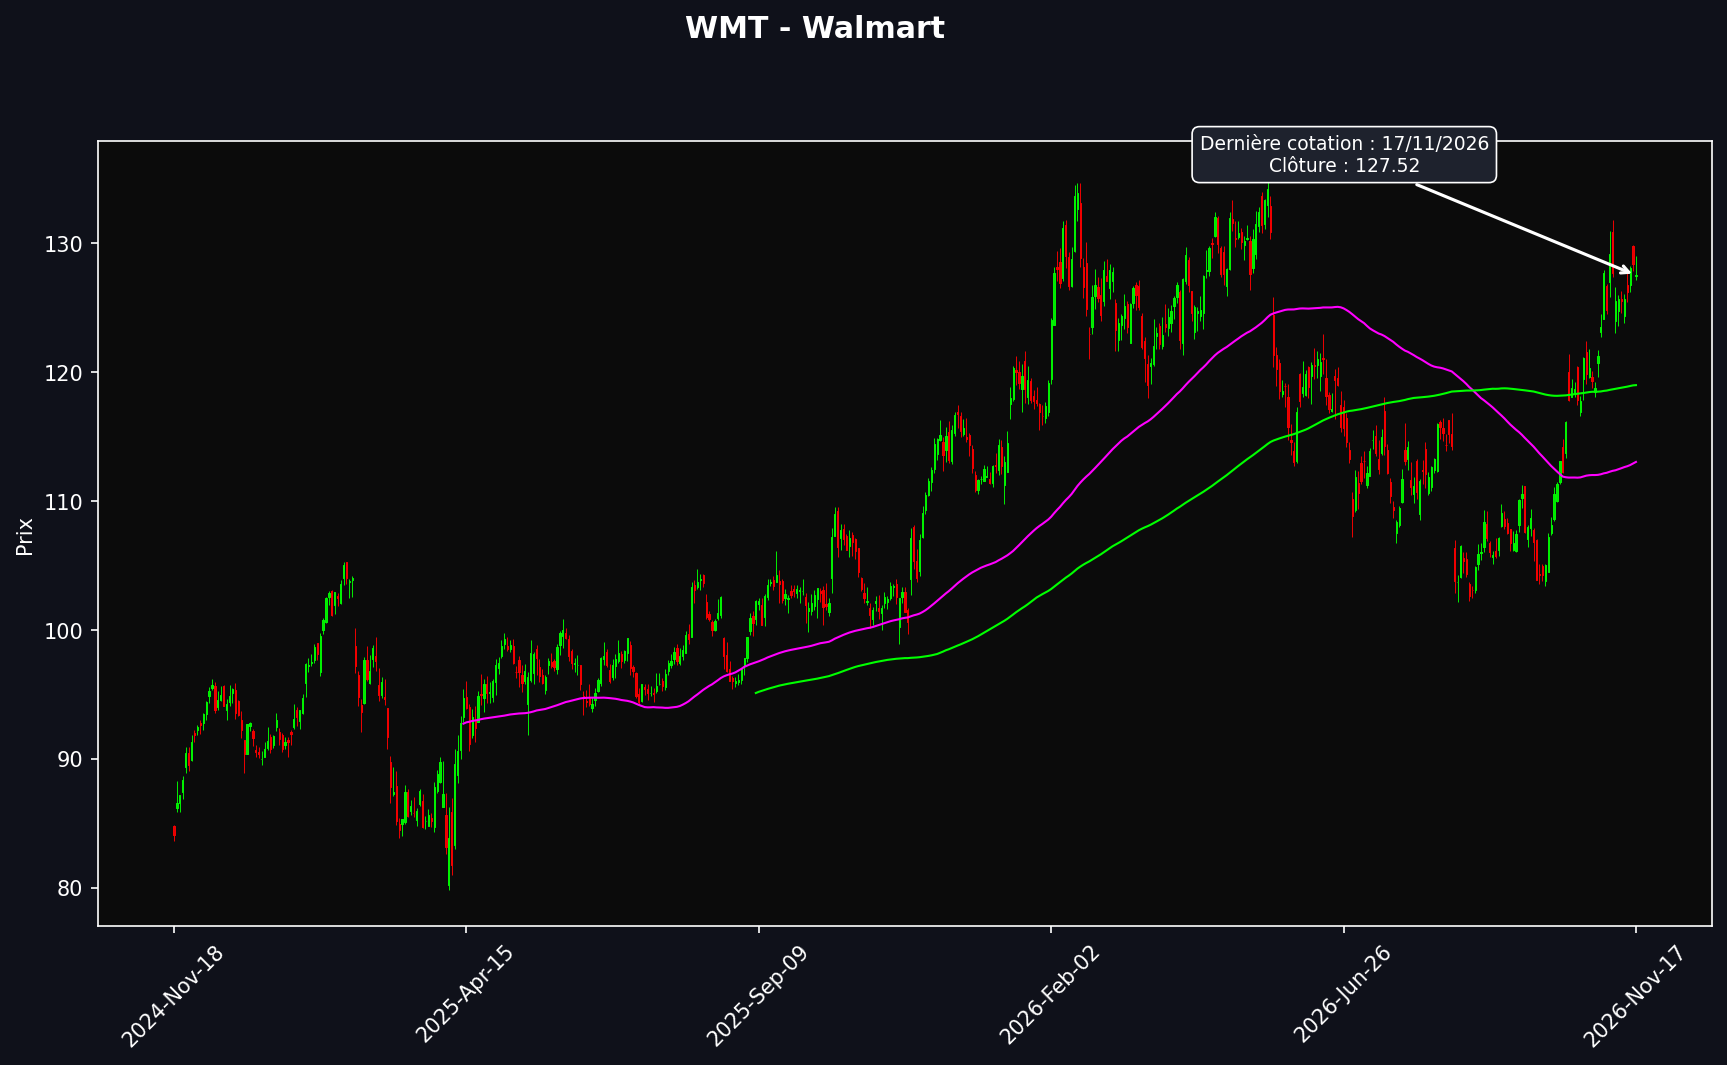 WMT - Walmart
Dernière cotation : 17/11/2026
Clôture : 127.52
Prix
130
120
110
100
90
80
2024-Nov-18
2025-Apr-15
2025-Sep-09
2026-Feb-02
2026-Jun-26
2026-Nov-17